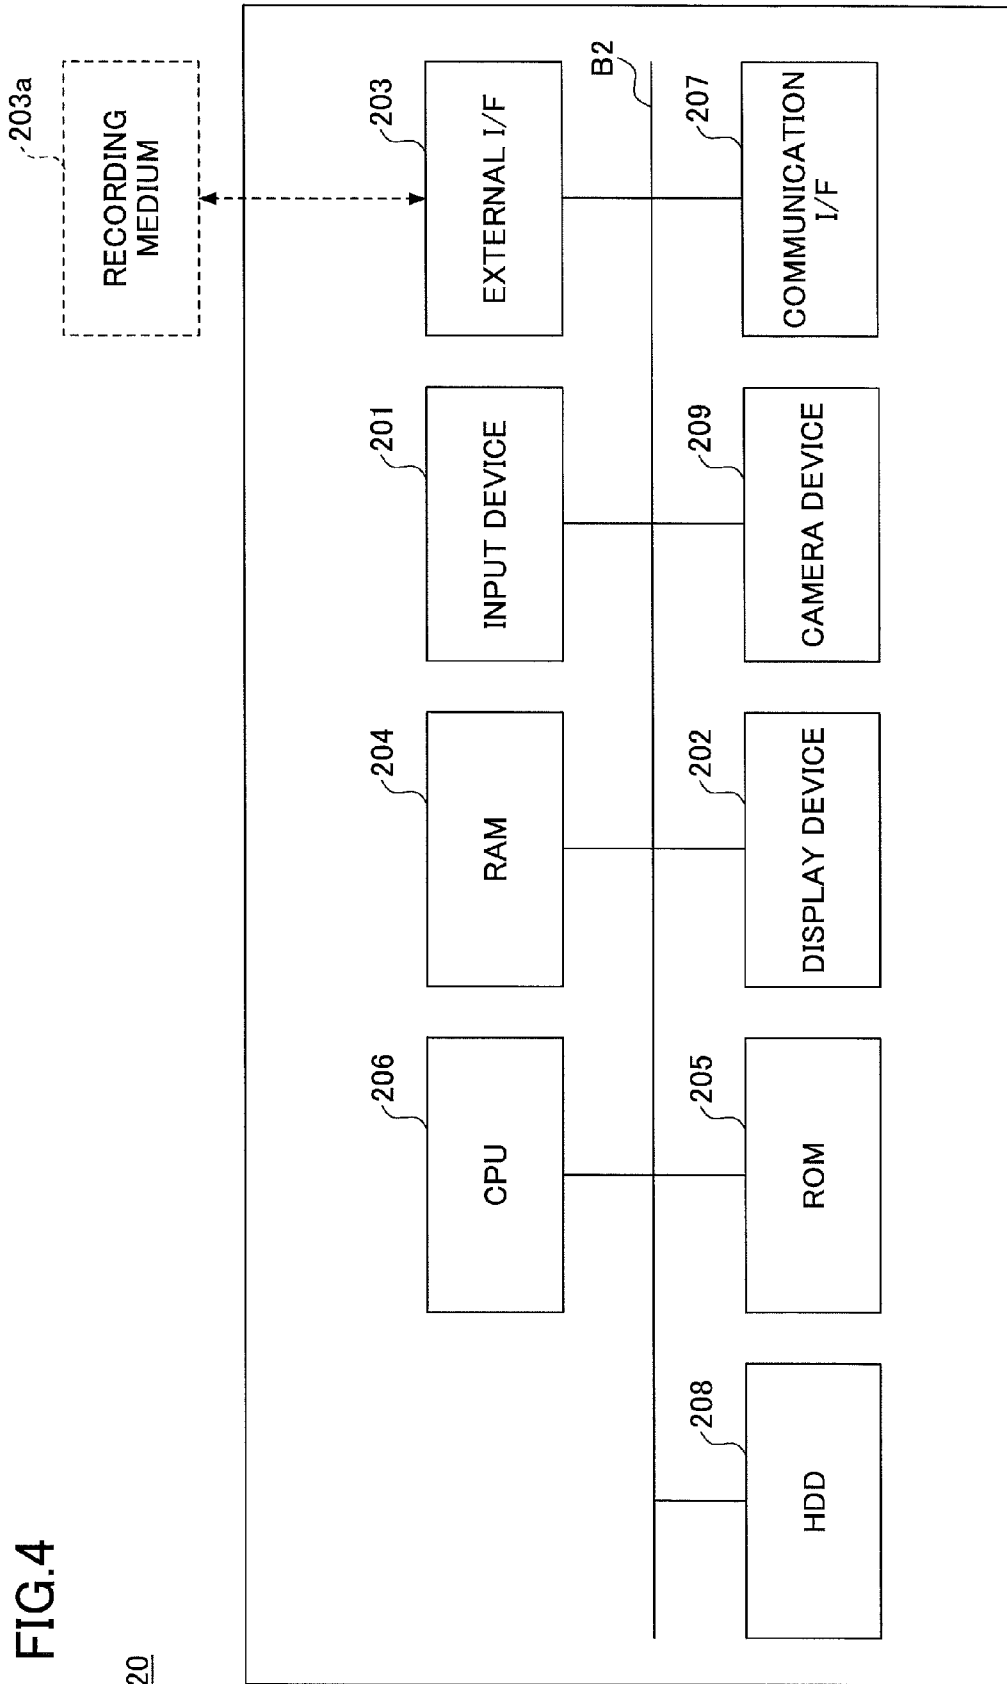 FIG.4
20
203a
RECORDING
MEDIUM
206
CPU
204
RAM
201
INPUT DEVICE
203
EXTERNAL I/F
B2
208
HDD
205
ROM
202
DISPLAY DEVICE
209
CAMERA DEVICE
207
COMMUNICATION
I/F